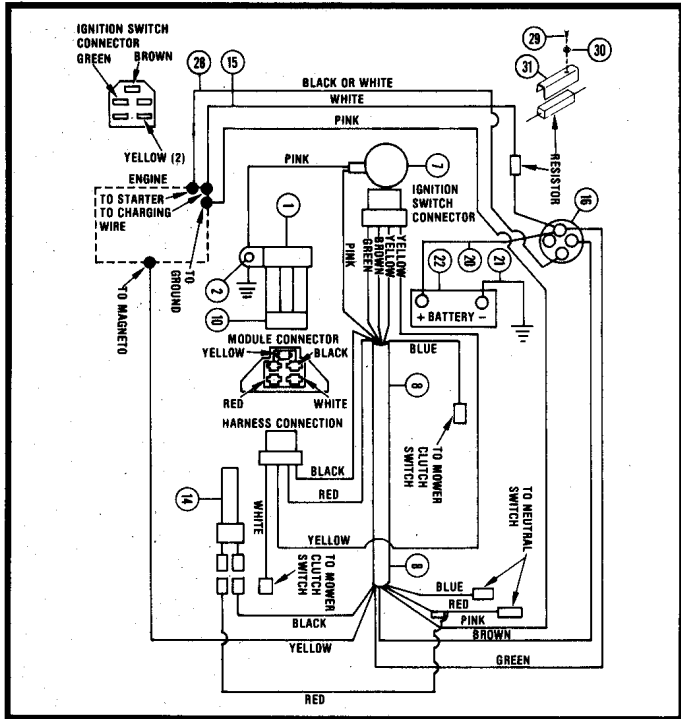 IGNITION SWITCH
CONNECTOR
GREEN
BROWN
YELLOW (2)
28
15
29
30
31
BLACK OR WHITE
WHITE
PINK
RESISTOR
ENGINE
TO STARTER
TO CHARGING
WIRE
TO
GROUND
TO MAGNETO
PINK
7
IGNITION
SWITCH
CONNECTOR
16
1
2
10
PINK
GREEN
BROWN
YELLOW
YELLOW
22
20
21
+ BATTERY -
MODULE CONNECTOR
YELLOW
BLACK
RED
WHITE
BLUE
8
TO MOWER
CLUTCH
SWITCH
HARNESS CONNECTION
BLACK
RED
WHITE
YELLOW
14
TO MOWER
CLUTCH
SWITCH
8
TO NEUTRAL
SWITCH
BLUE
RED
PINK
BROWN
BLACK
YELLOW
GREEN
RED